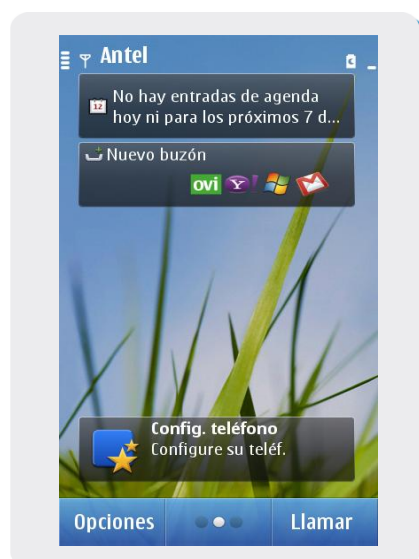 Antel
12
No hay entradas de agenda
hoy ni para los próximos 7 d...
Nuevo buzón
ovi Y!
Config. teléfono
Configure su teléf.
Opciones
Llamar